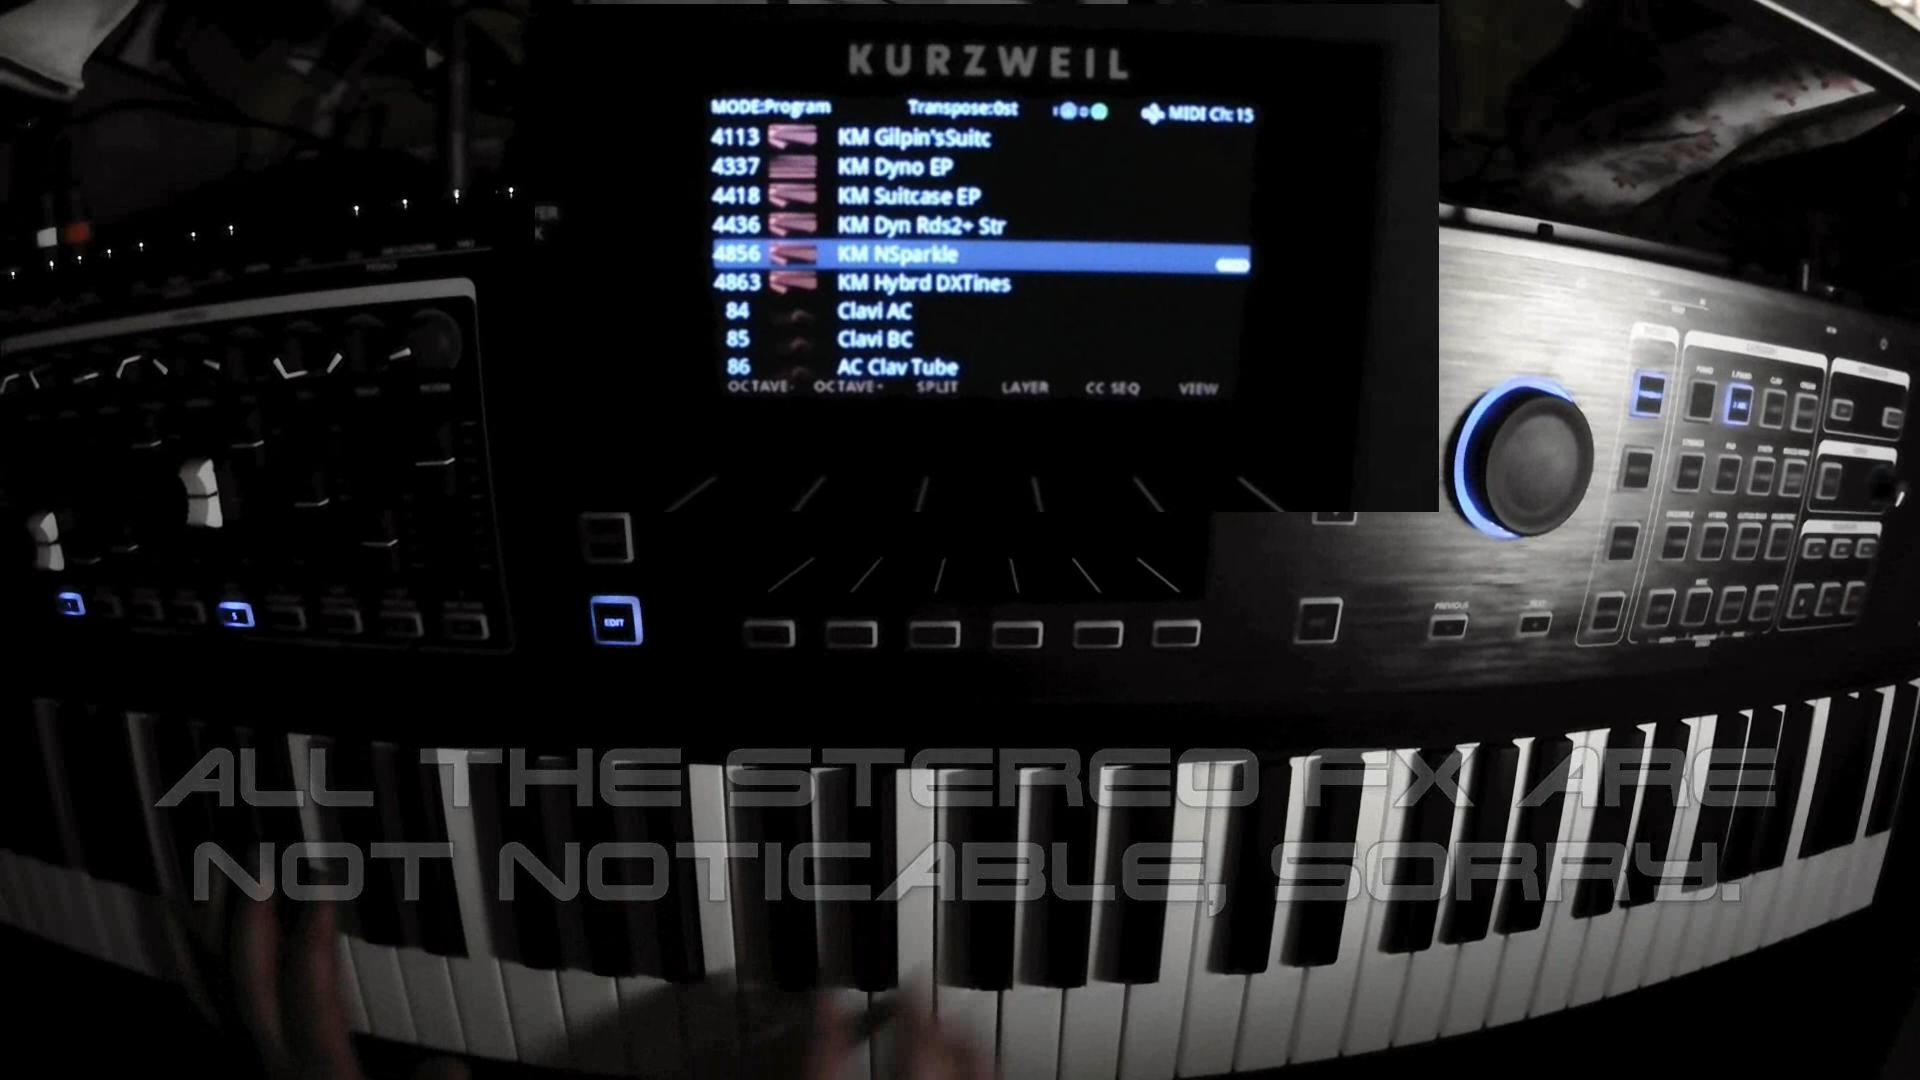 KURZWEIL
MODE:Program Transpose:0st MIDI Ch: 15
4113 KM Gilpin'sSuitc
4337 KM Dyno EP
4418 KM Suitcase EP
4436 KM Dyn Rds2+ Str
4856 KM NSparkle
4863 KM Hybrd DXTines
84 Clavi AC
85 Clavi BC
86 AC Clav Tube
OCTAVE- OCTAVE+ SPLIT LAYER CC SEQ VIEW
EDIT
PREVIOUS
ALL THE STEREO FX ARE
NOT NOTICABLE, SORRY.